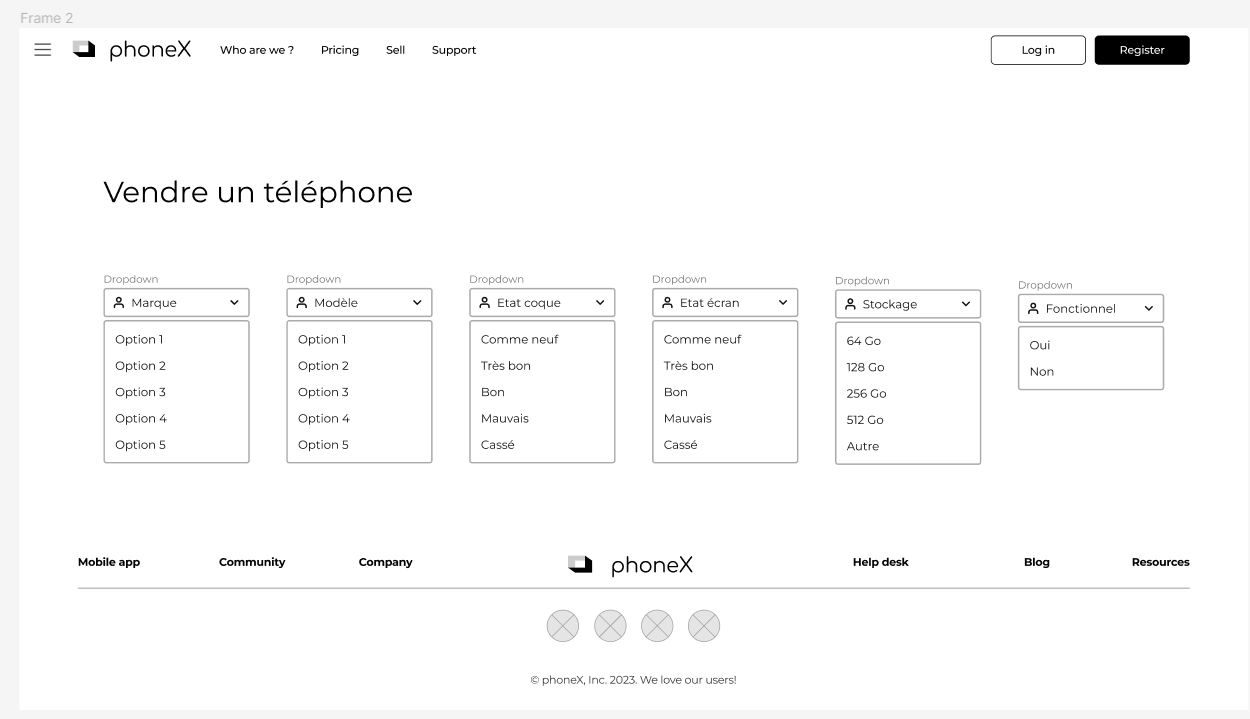 Frame 2
phoneX Who are we ? Pricing Sell Support Log in Register
Vendre un téléphone
Dropdown
Marque
Option 1
Option 2
Option 3
Option 4
Option 5
Dropdown
Modèle
Option 1
Option 2
Option 3
Option 4
Option 5
Dropdown
Etat coque
Comme neuf
Très bon
Bon
Mauvais
Cassé
Dropdown
Etat écran
Comme neuf
Très bon
Bon
Mauvais
Cassé
Dropdown
Stockage
64 Go
128 Go
256 Go
512 Go
Autre
Dropdown
Fonctionnel
Oui
Non
Mobile app Community Company phoneX Help desk Blog Resources
© phoneX, Inc. 2023. We love our users!